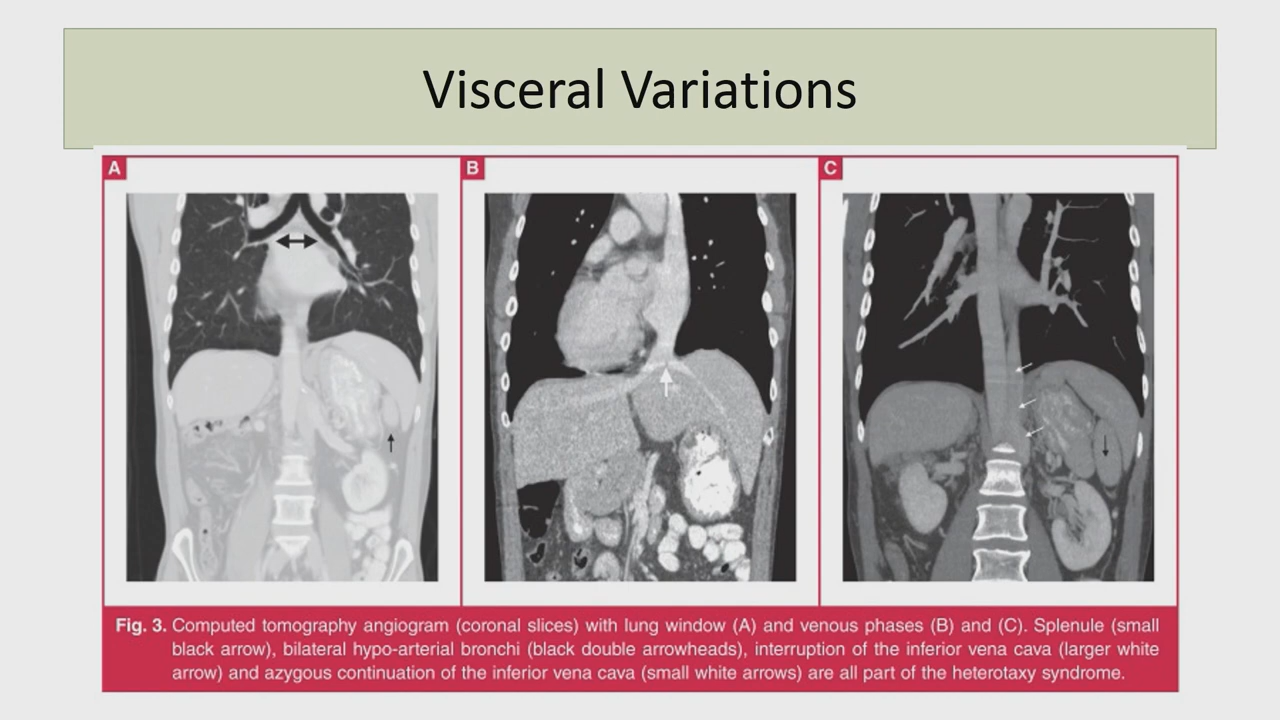 Visceral Variations
A
B
C
Fig. 3. Computed tomography angiogram (coronal slices) with lung window (A) and venous phases (B) and (C). Splenule (small
black arrow), bilateral hypo-arterial bronchi (black double arrowheads), interruption of the inferior vena cava (larger white
arrow) and azygous continuation of the inferior vena cava (small white arrows) are all part of the heterotaxy syndrome.